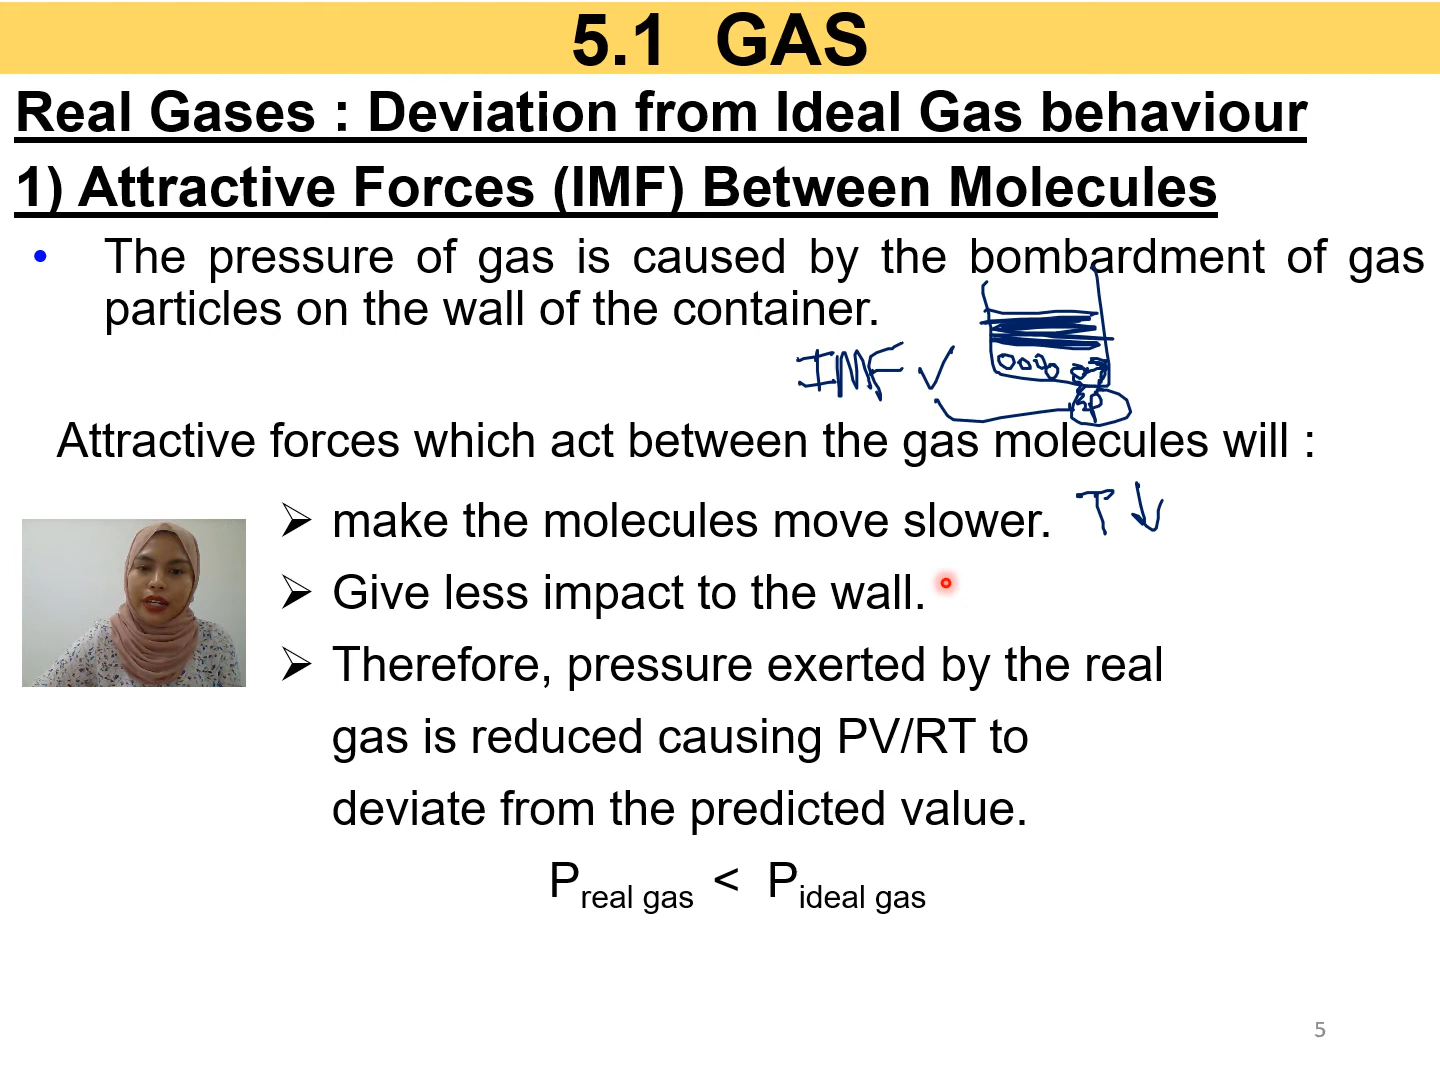 5.1 GAS
Real Gases : Deviation from Ideal Gas behaviour
1) Attractive Forces (IMF) Between Molecules
• The pressure of gas is caused by the bombardment of gas
particles on the wall of the container.
IMF ✓
Attractive forces which act between the gas molecules will :
➢ make the molecules move slower. T ↓
➢ Give less impact to the wall.
➢ Therefore, pressure exerted by the real
gas is reduced causing PV/RT to
deviate from the predicted value.
Preal gas < Pideal gas
5